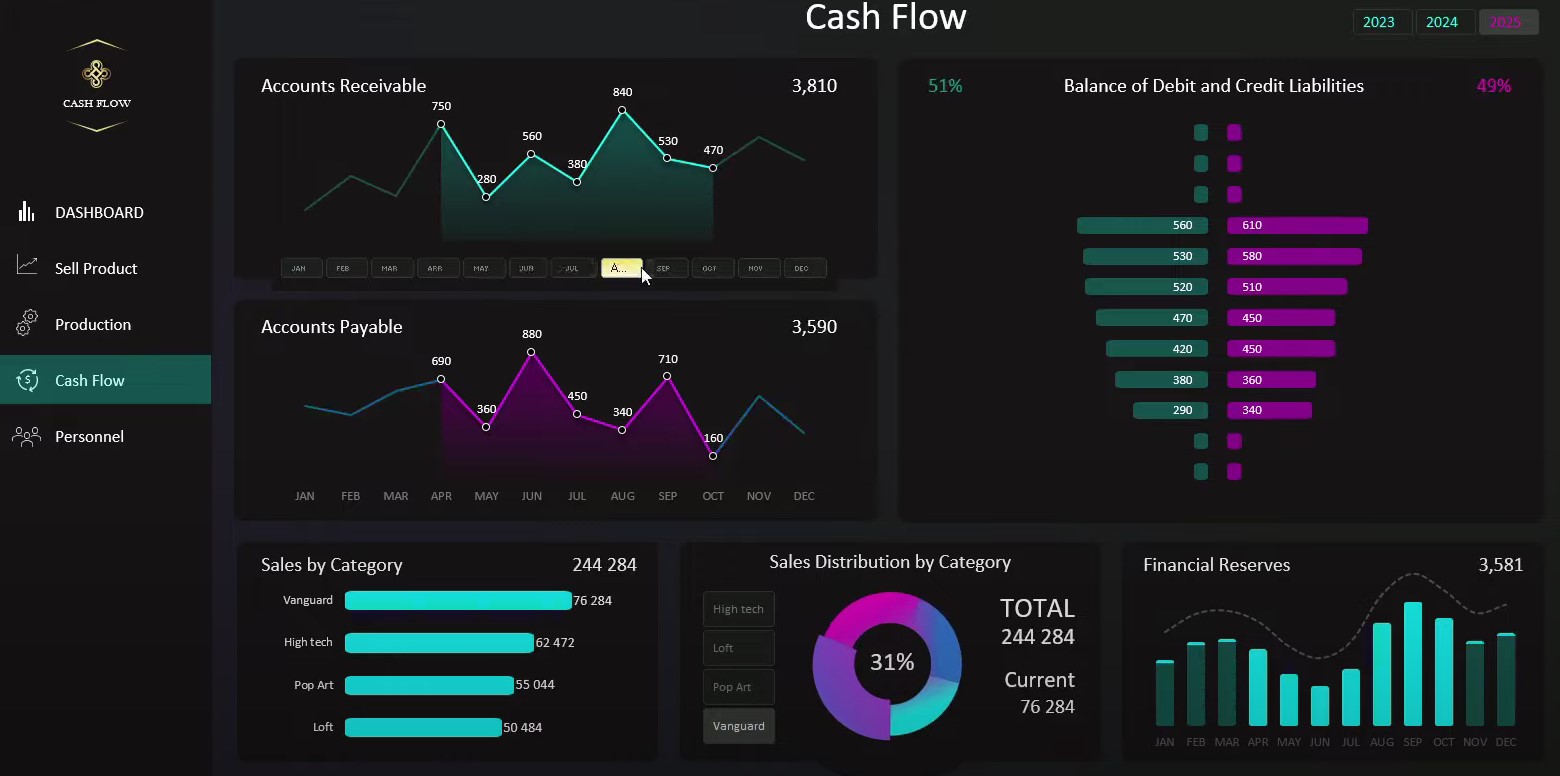 Cash Flow
2023 2024 2025
CASH FLOW
DASHBOARD
Sell Product
Production
Cash Flow
Personnel
Accounts Receivable 3,810
750 280 560 380 840 530 470
JAN FEB MAR APR MAY JUN JUL A... SEP OCT NOV DEC
Accounts Payable 3,590
690 360 880 450 340 710 160
JAN FEB MAR APR MAY JUN JUL AUG SEP OCT NOV DEC
51% Balance of Debit and Credit Liabilities 49%
560 610
530 580
520 510
470 450
420 450
380 360
290 340
Sales by Category 244 284
Vanguard 76 284
High tech 62 472
Pop Art 55 044
Loft 50 484
Sales Distribution by Category
High tech
Loft
Pop Art
Vanguard
31%
TOTAL
244 284
Current
76 284
Financial Reserves 3,581
JAN FEB MAR APR MAY JUN JUL AUG SEP OCT NOV DEC